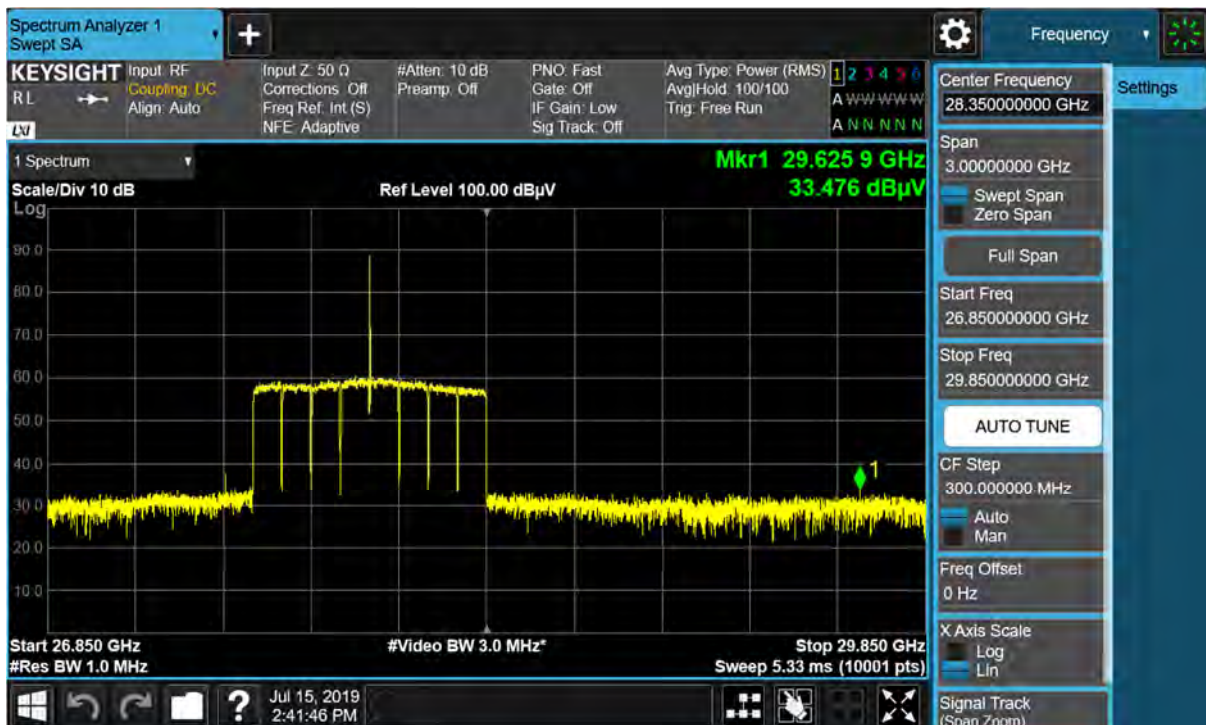 Spectrum Analyzer 1
Swept SA
Frequency
KEYSIGHT
R L
LXI
Input: RF
Coupling: DC
Align: Auto
Input Z: 50 Ω
Corrections: Off
Freq Ref: Int (S)
NFE: Adaptive
#Atten: 10 dB
Preamp: Off
PNO: Fast
Gate: Off
IF Gain: Low
Sig Track: Off
Avg Type: Power (RMS)
Avg|Hold: 100/100
Trig: Free Run
1 2 3 4 5 6
A W W W W W
A N N N N N
1 Spectrum
Scale/Div 10 dB
Log
Ref Level 100.00 dBµV
Mkr1 29.625 9 GHz
33.476 dBµV
90.0
80.0
70.0
60.0
50.0
40.0
30.0
20.0
10.0
1
Start 26.850 GHz
#Res BW 1.0 MHz
#Video BW 3.0 MHz*
Stop 29.850 GHz
Sweep 5.33 ms (10001 pts)
Center Frequency
28.350000000 GHz
Settings
Span
3.00000000 GHz
Swept Span
Zero Span
Full Span
Start Freq
26.850000000 GHz
Stop Freq
29.850000000 GHz
AUTO TUNE
CF Step
300.000000 MHz
Auto
Man
Freq Offset
0 Hz
X Axis Scale
Log
Lin
Signal Track
(Span Zoom)
?
Jul 15, 2019
2:41:46 PM